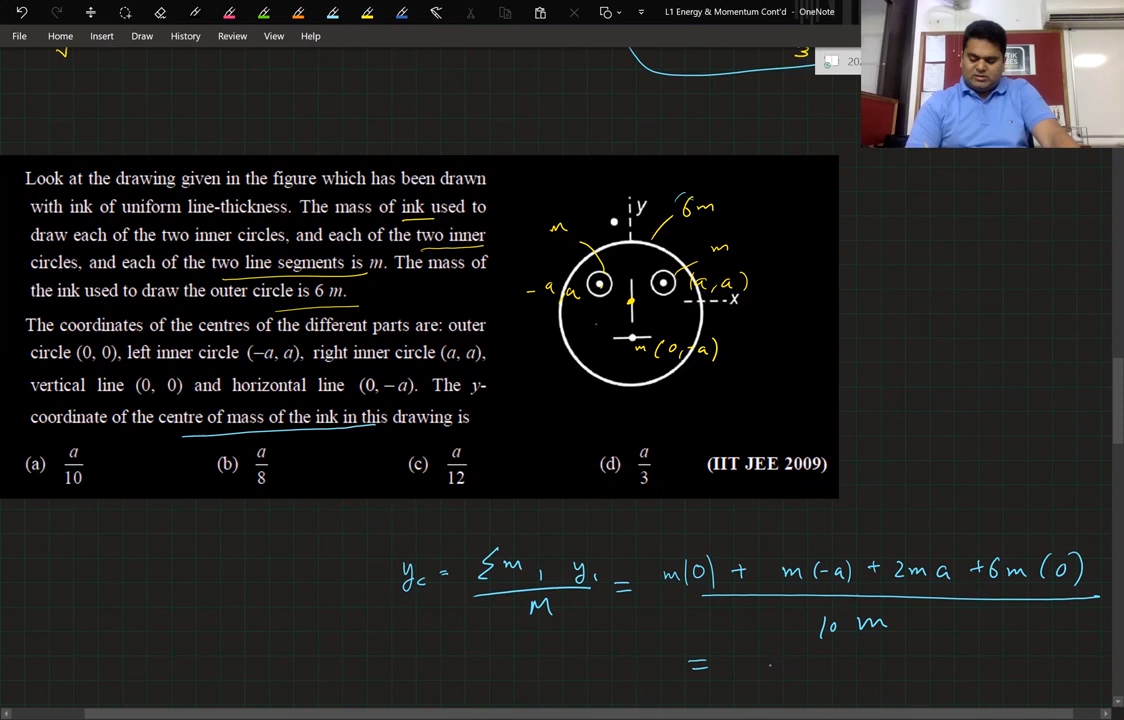 L1 Energy & Momentum Cont'd - OneNote
File Home Insert Draw History Review View Help
3
202
Look at the drawing given in the figure which has been drawn
with ink of uniform line-thickness. The mass of ink used to
draw each of the two inner circles, and each of the two inner
circles, and each of the two line segments is m. The mass of
the ink used to draw the outer circle is 6 m.
The coordinates of the centres of the different parts are: outer
circle (0, 0), left inner circle (−a, a), right inner circle (a, a),
vertical line (0, 0) and horizontal line (0, −a). The y-
coordinate of the centre of mass of the ink in this drawing is
(a) a/10 (b) a/8 (c) a/12 (d) a/3 (IIT JEE 2009)
y
6m
m
m
-a, a
(a, a)
x
m (0, -a)
y_c = Σ m_1 y_1 / M = m(0) + m(-a) + 2ma + 6m(0) / 10 m
=